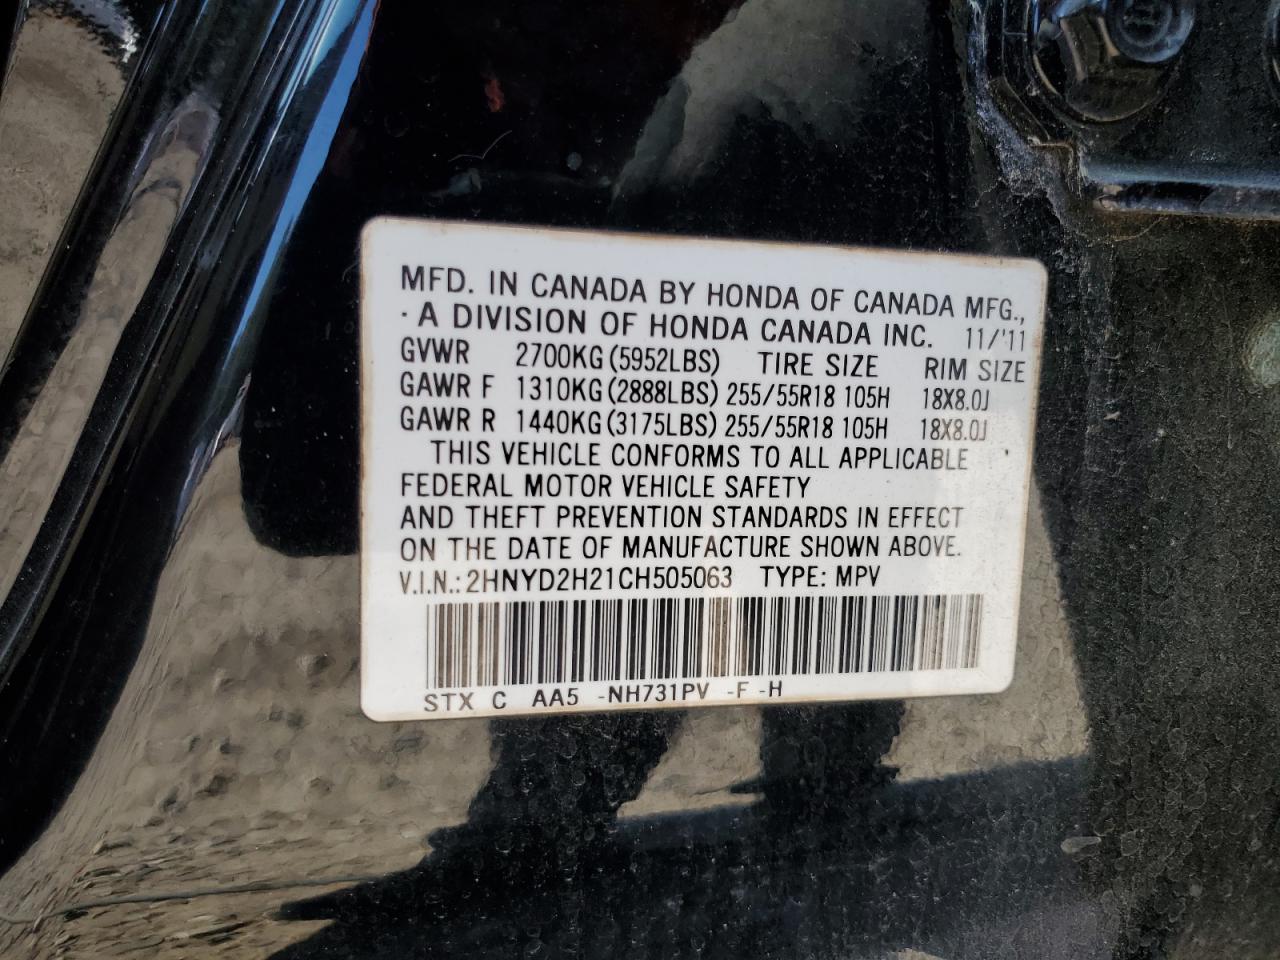 MFD. IN CANADA BY HONDA OF CANADA MFG.,
· A DIVISION OF HONDA CANADA INC. 11/'11
GVWR 2700KG(5952LBS) TIRE SIZE RIM SIZE
GAWR F 1310KG(2888LBS) 255/55R18 105H 18X8.0J
GAWR R 1440KG(3175LBS) 255/55R18 105H 18X8.0J
THIS VEHICLE CONFORMS TO ALL APPLICABLE
FEDERAL MOTOR VEHICLE SAFETY
AND THEFT PREVENTION STANDARDS IN EFFECT
ON THE DATE OF MANUFACTURE SHOWN ABOVE.
V.I.N.: 2HNYD2H21CH505063 TYPE: MPV
STX C AA5 -NH731PV -F -H